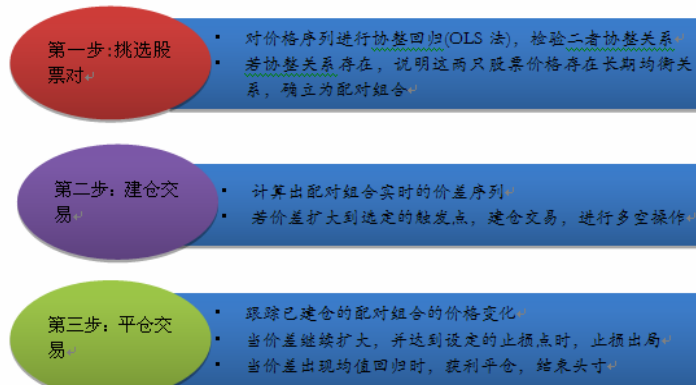 第一步:挑选股
票对
▪ 对价格序列进行协整回归(OLS 法)，检验二者协整关系
▪ 若协整关系存在，说明这两只股票价格存在长期均衡关
系，确立为配对组合
第二步：建仓交
易
▪ 计算出配对组合实时的价差序列
▪ 若价差扩大到选定的触发点，建仓交易，进行多空操作
第三步：平仓交
易
▪ 跟踪已建仓的配对组合的价格变化
▪ 当价差继续扩大，并达到设定的止损点时，止损出局
▪ 当价差出现均值回归时，获利平仓，结束头寸